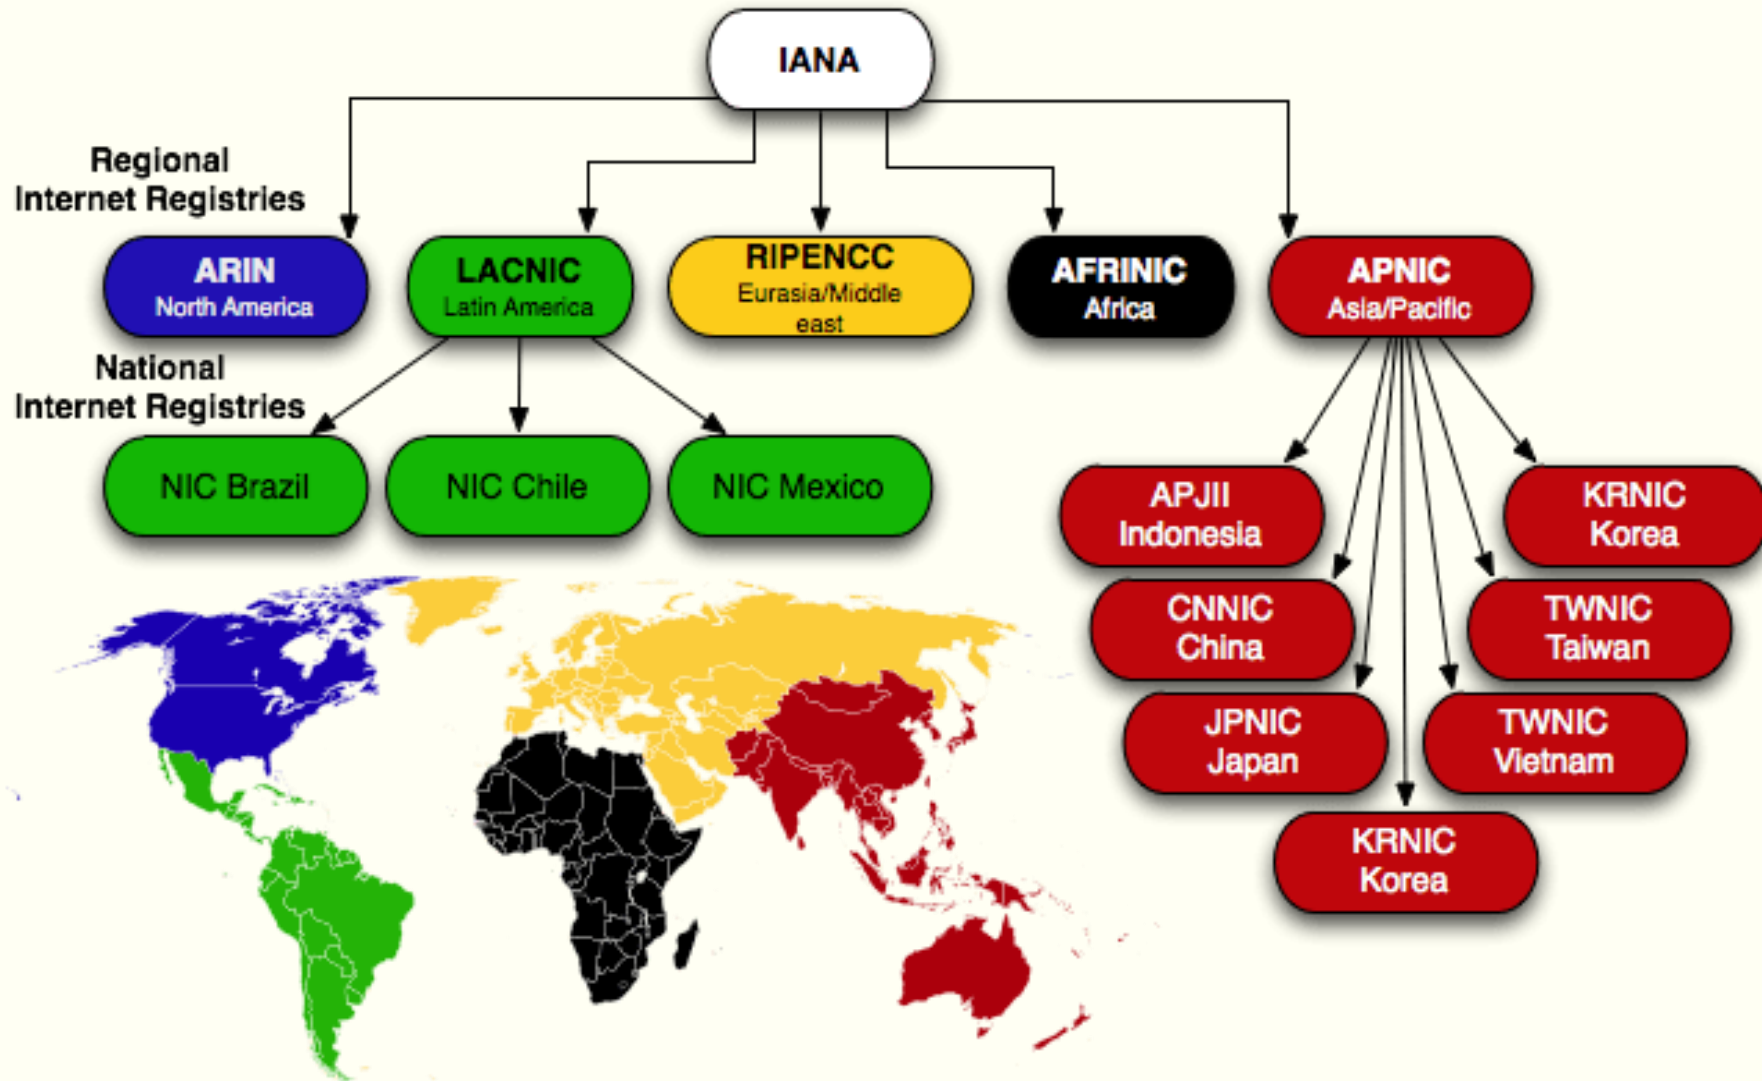 IANA
Regional
Internet Registries
ARIN
North America
LACNIC
Latin America
RIPENCC
Eurasia/Middle
east
AFRINIC
Africa
APNIC
Asia/Pacific
National
Internet Registries
NIC Brazil
NIC Chile
NIC Mexico
APJII
Indonesia
KRNIC
Korea
CNNIC
China
TWNIC
Taiwan
JPNIC
Japan
TWNIC
Vietnam
KRNIC
Korea